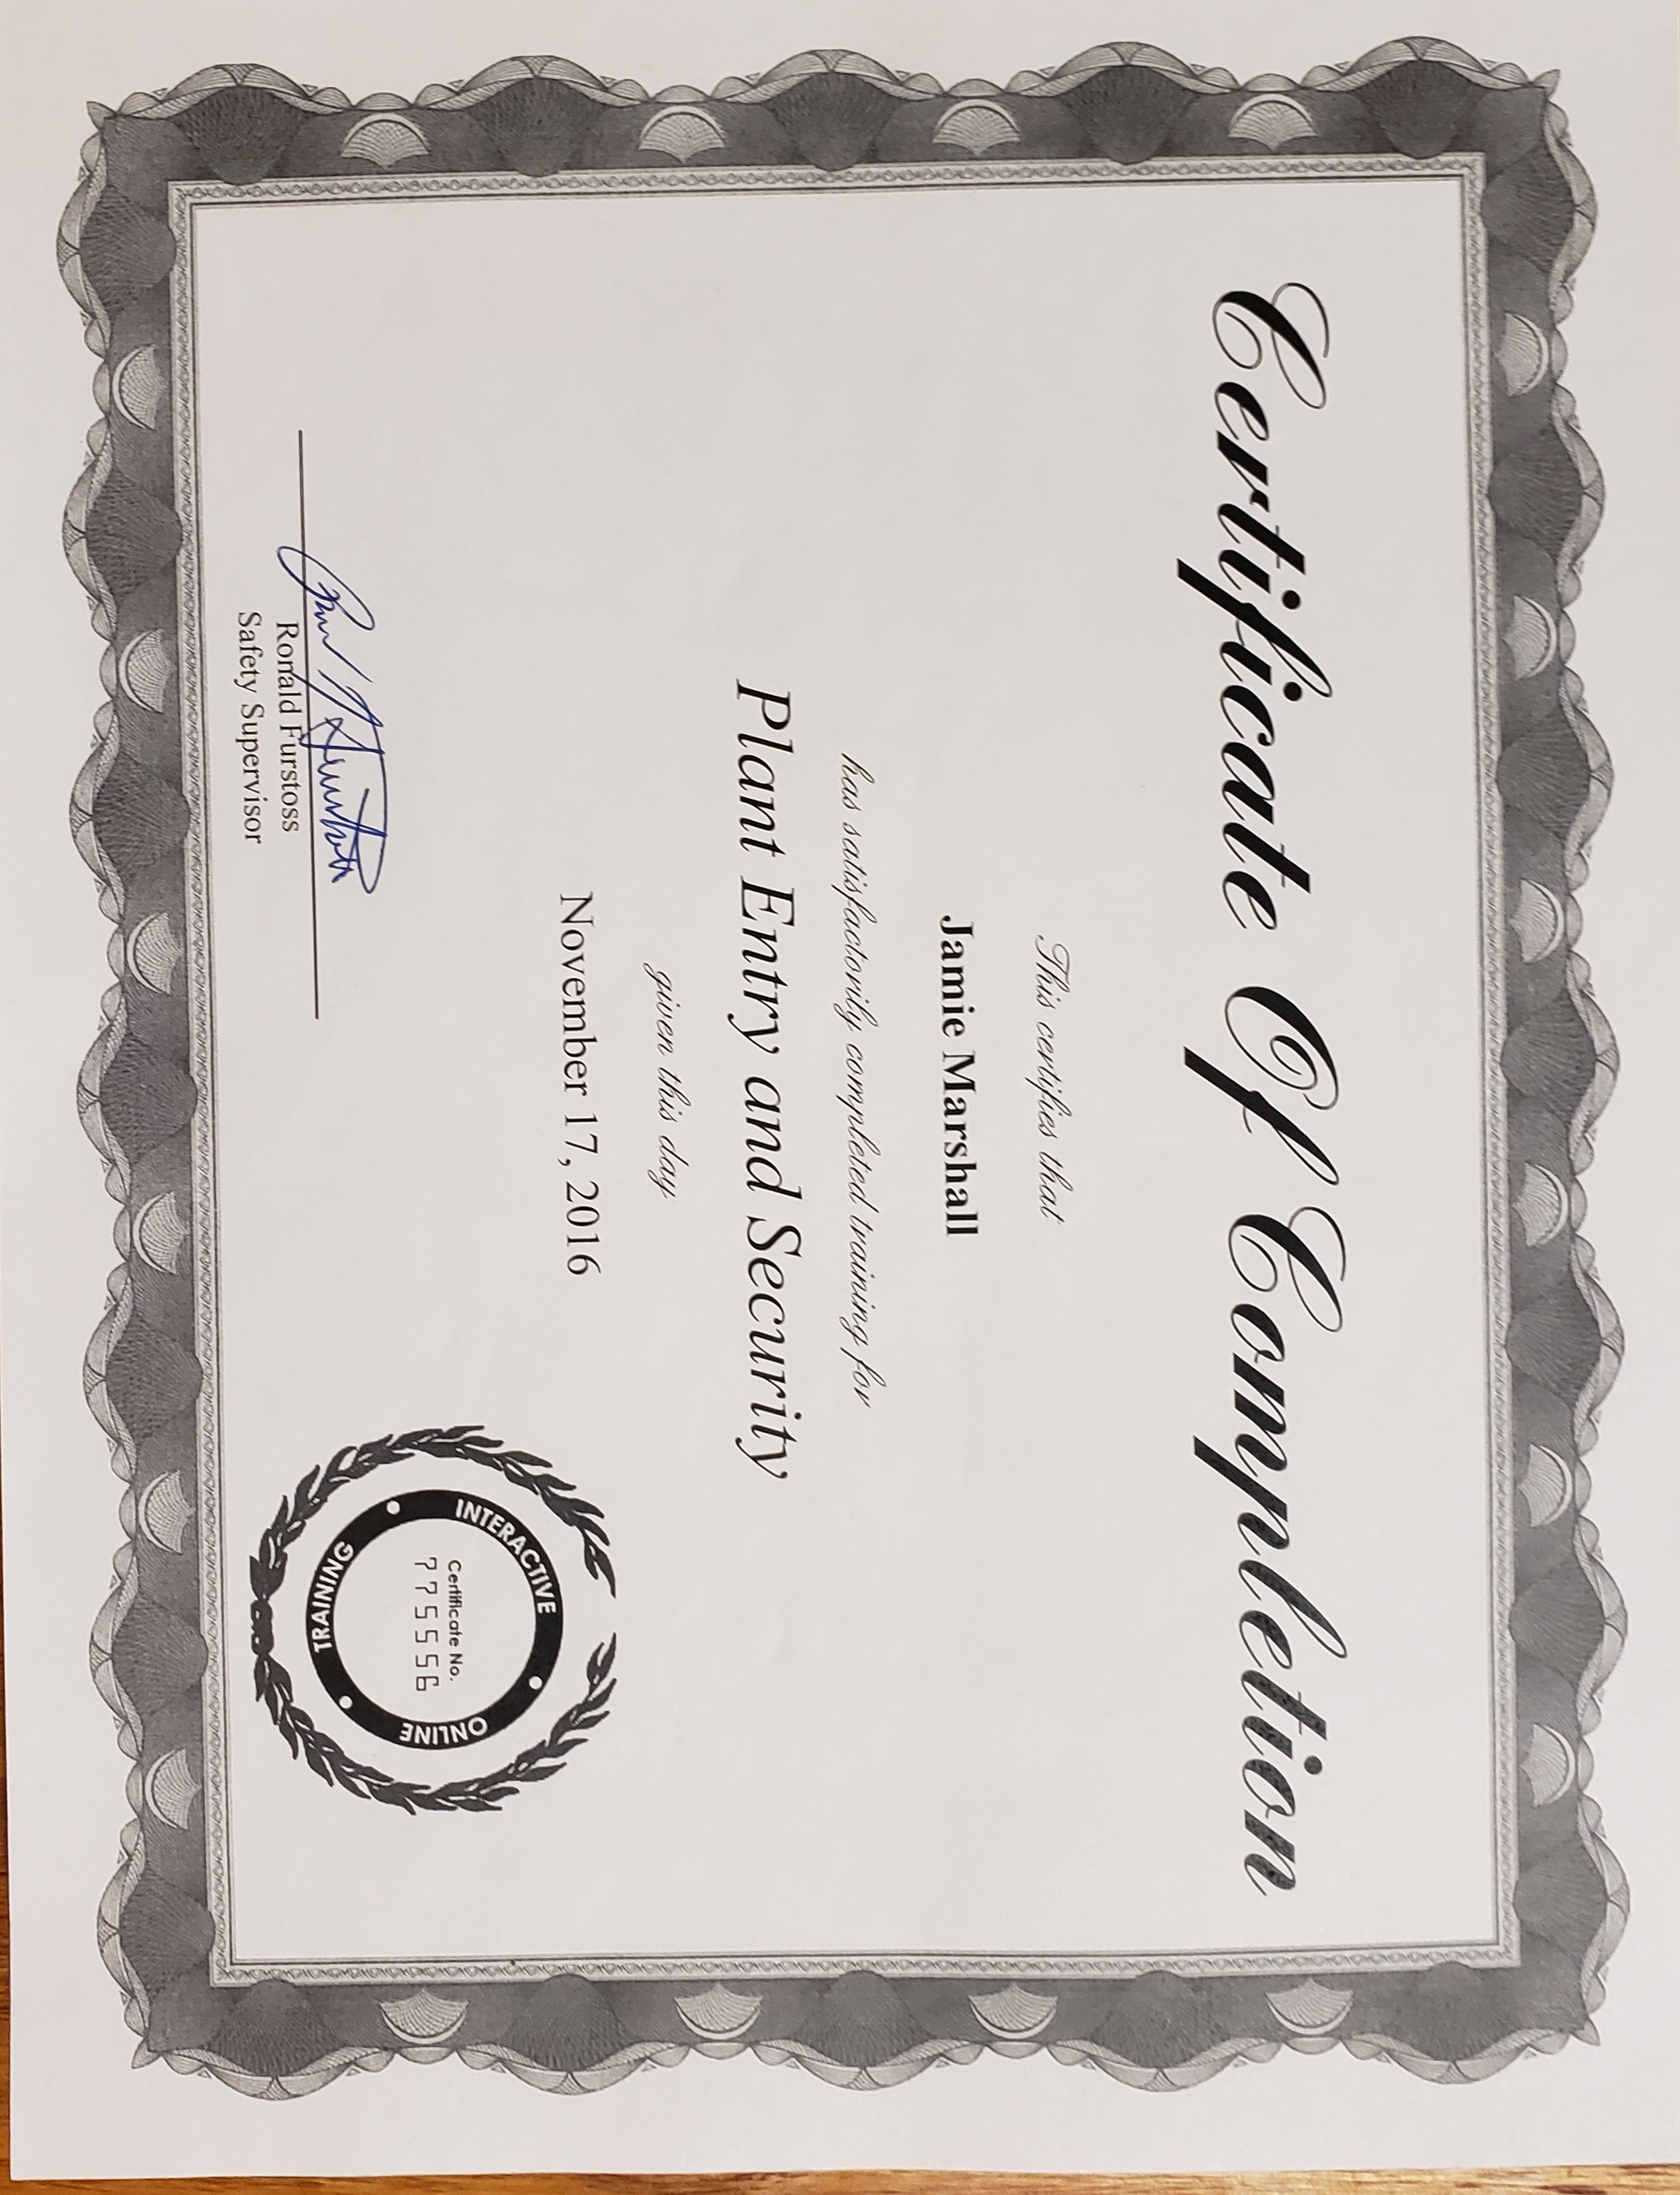 Certificate Of Completion
This certifies that
Jamie Marshall
has satisfactorily completed training for
Plant Entry and Security
given this day
November 17, 2016
INTERACTIVE
ONLINE
TRAINING
Certificate No.
775556
Ronald Furstoss
Safety Supervisor